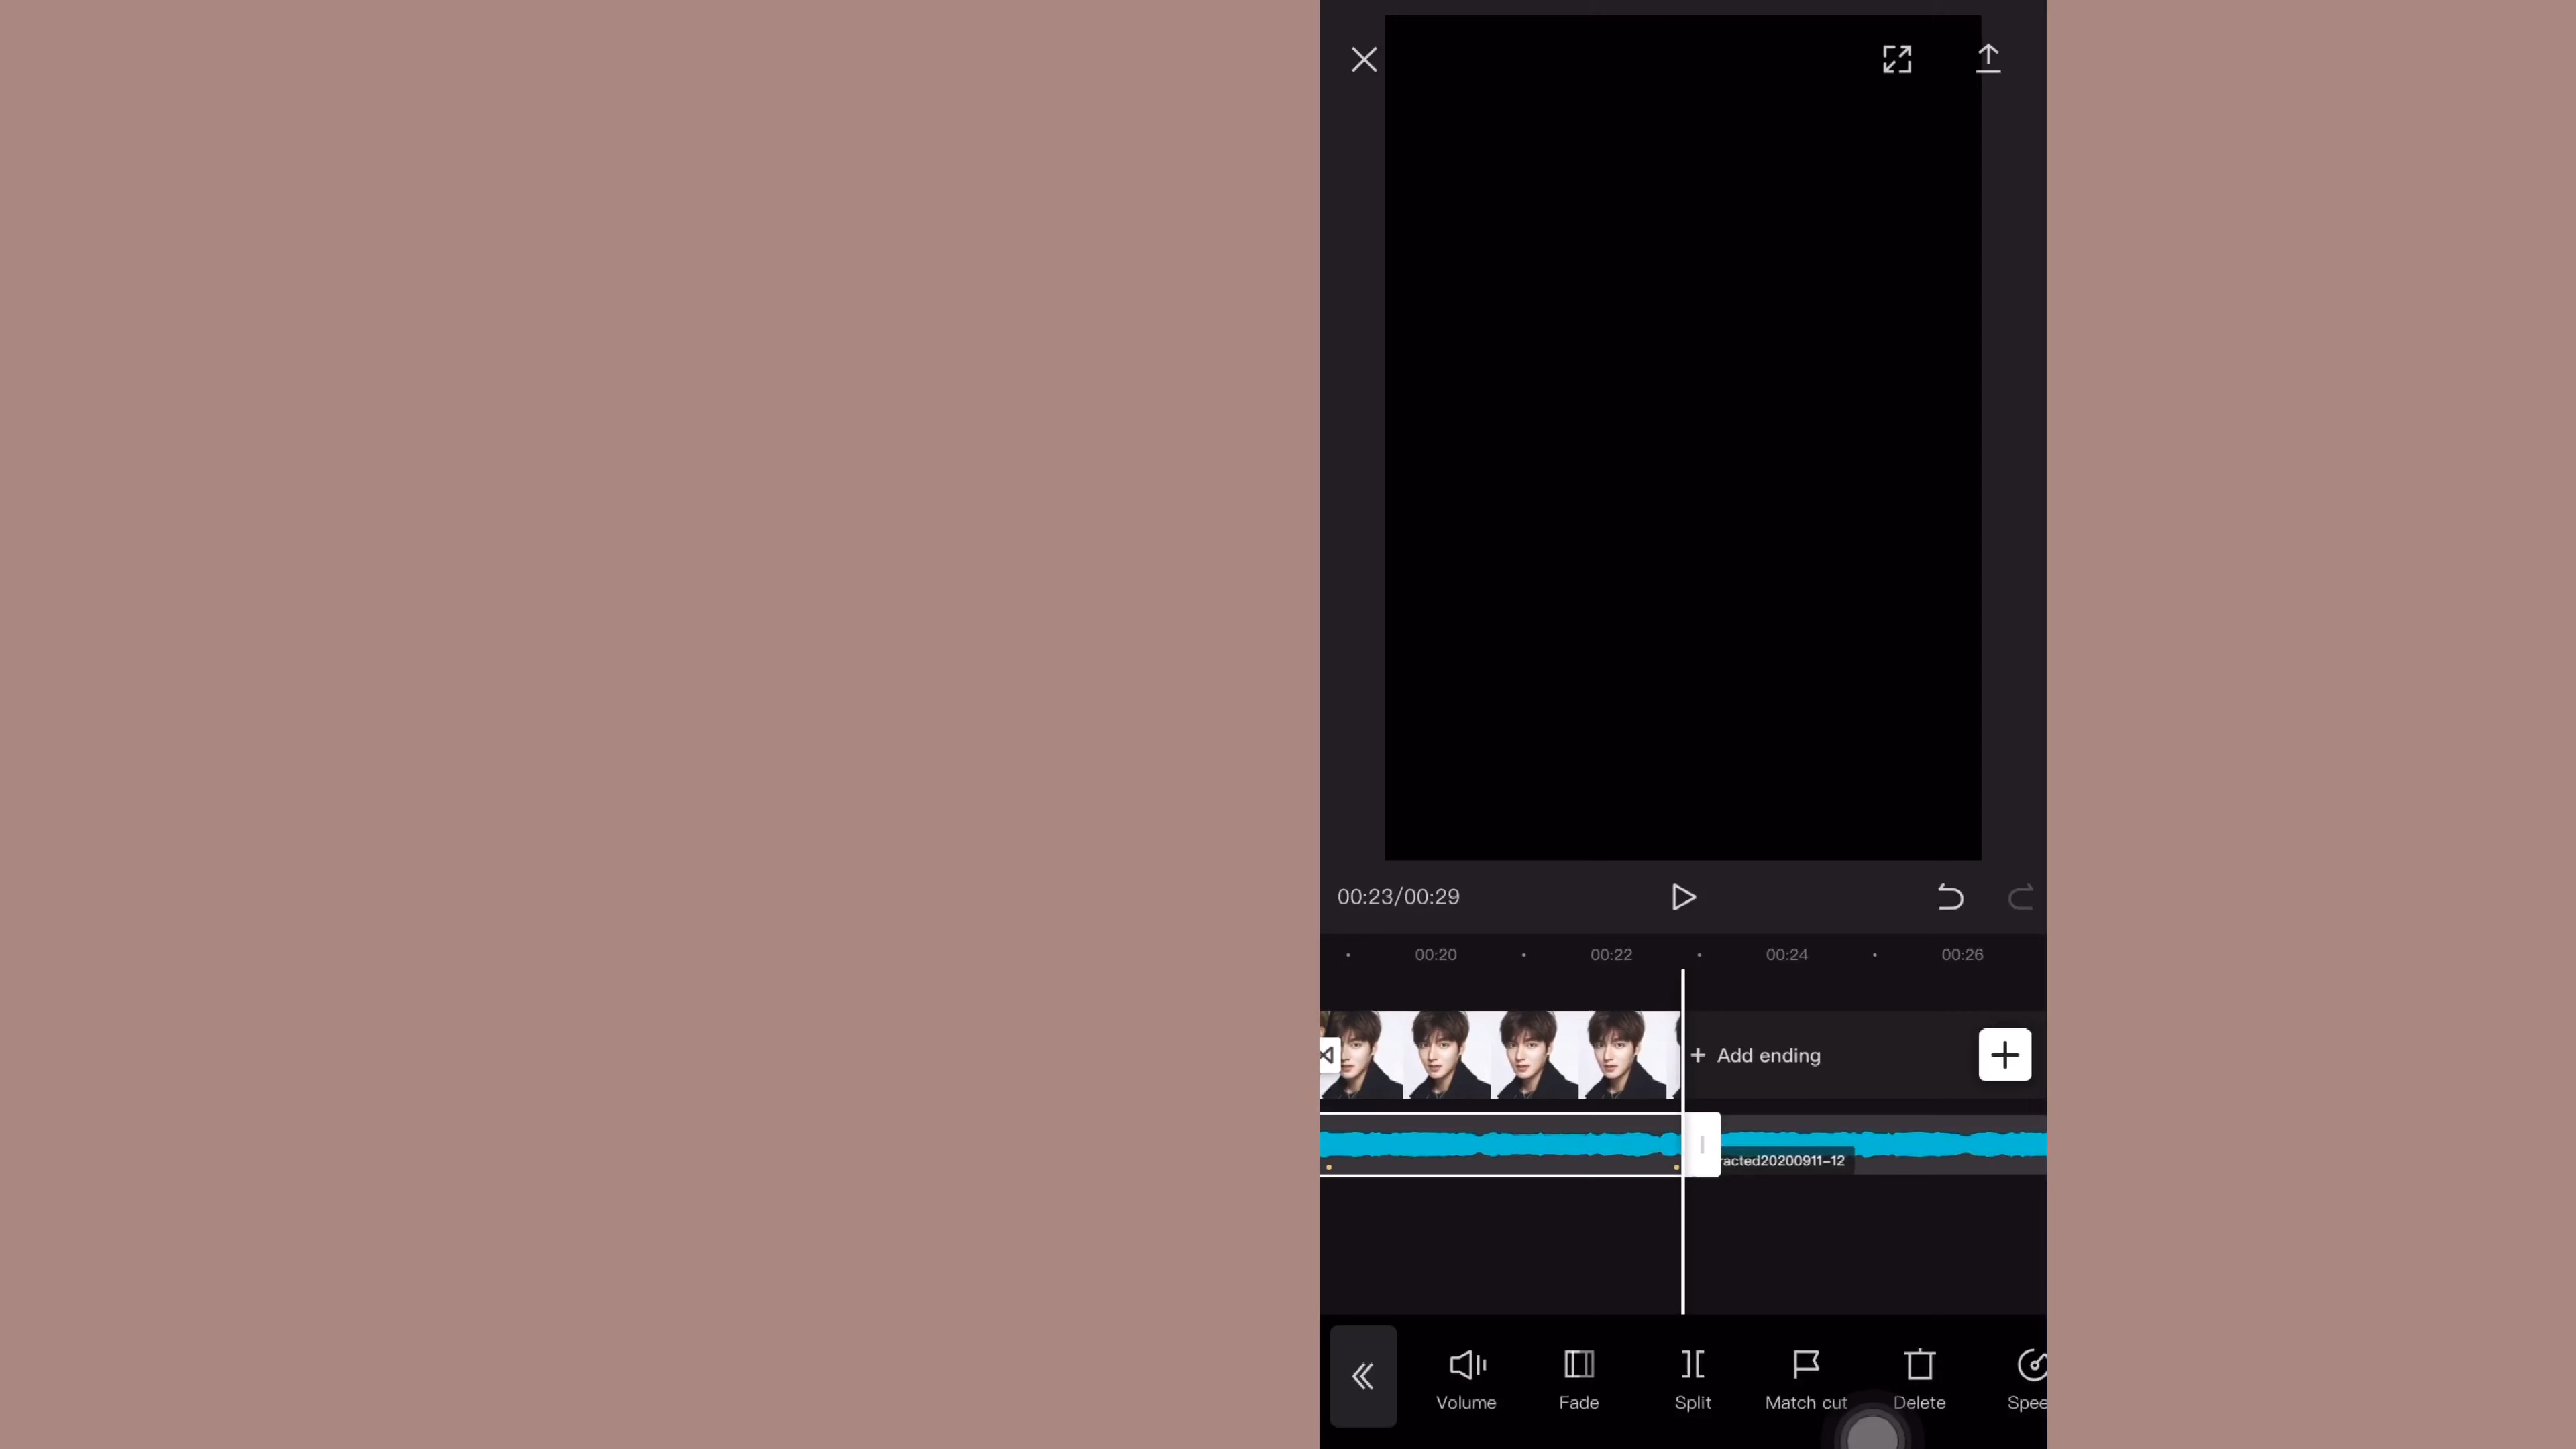 00:23/00:29
00:20 00:22 00:24 00:26
+ Add ending
racted20200911-12
Volume Fade Split Match cut Delete Spee